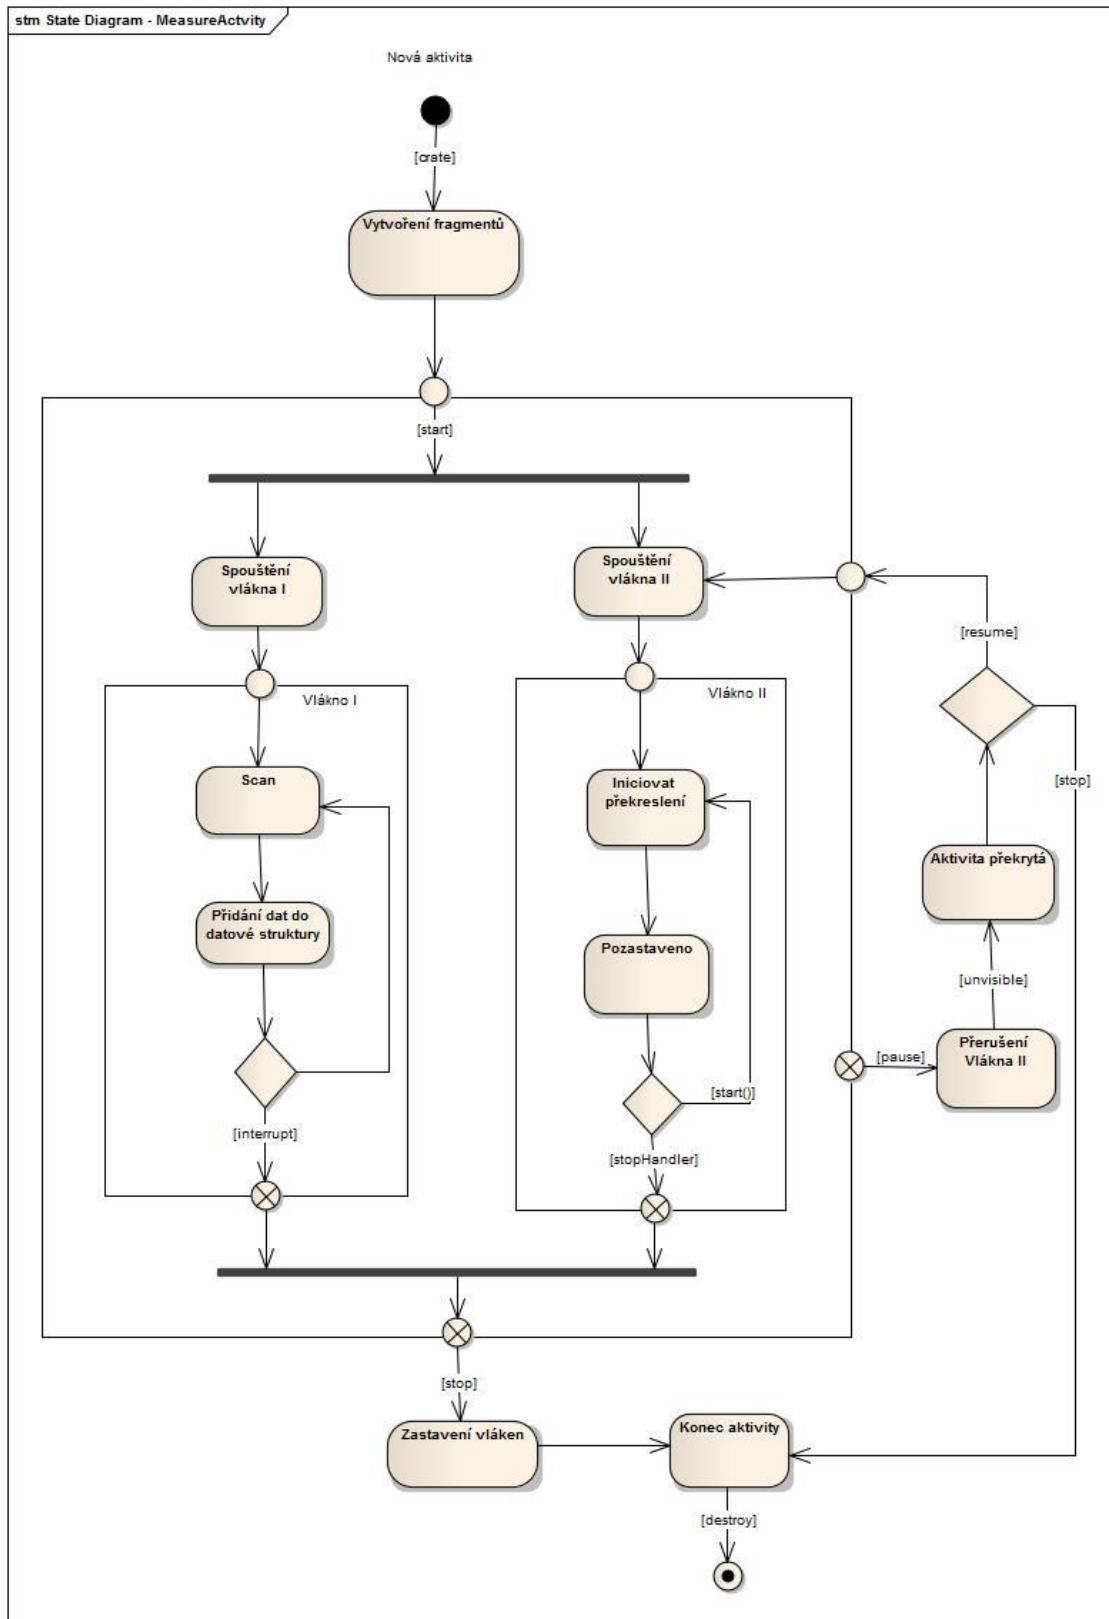 stm State Diagram - MeasureActvity
Nová aktivita
[crate]
Vytvoření fragmentů
[start]
Spouštění
vlákna I
Spouštění
vlákna II
[resume]
Vlákno I
Vlákno II
Scan
Iniciovat
překreslení
[stop]
Aktivita překrytá
Přidání dat do
datové struktury
Pozastaveno
[unvisible]
[pause]
Přerušení
Vlákna II
[start()]
[interrupt]
[stopHandler]
[stop]
Zastavení vláken
Konec aktivity
[destroy]